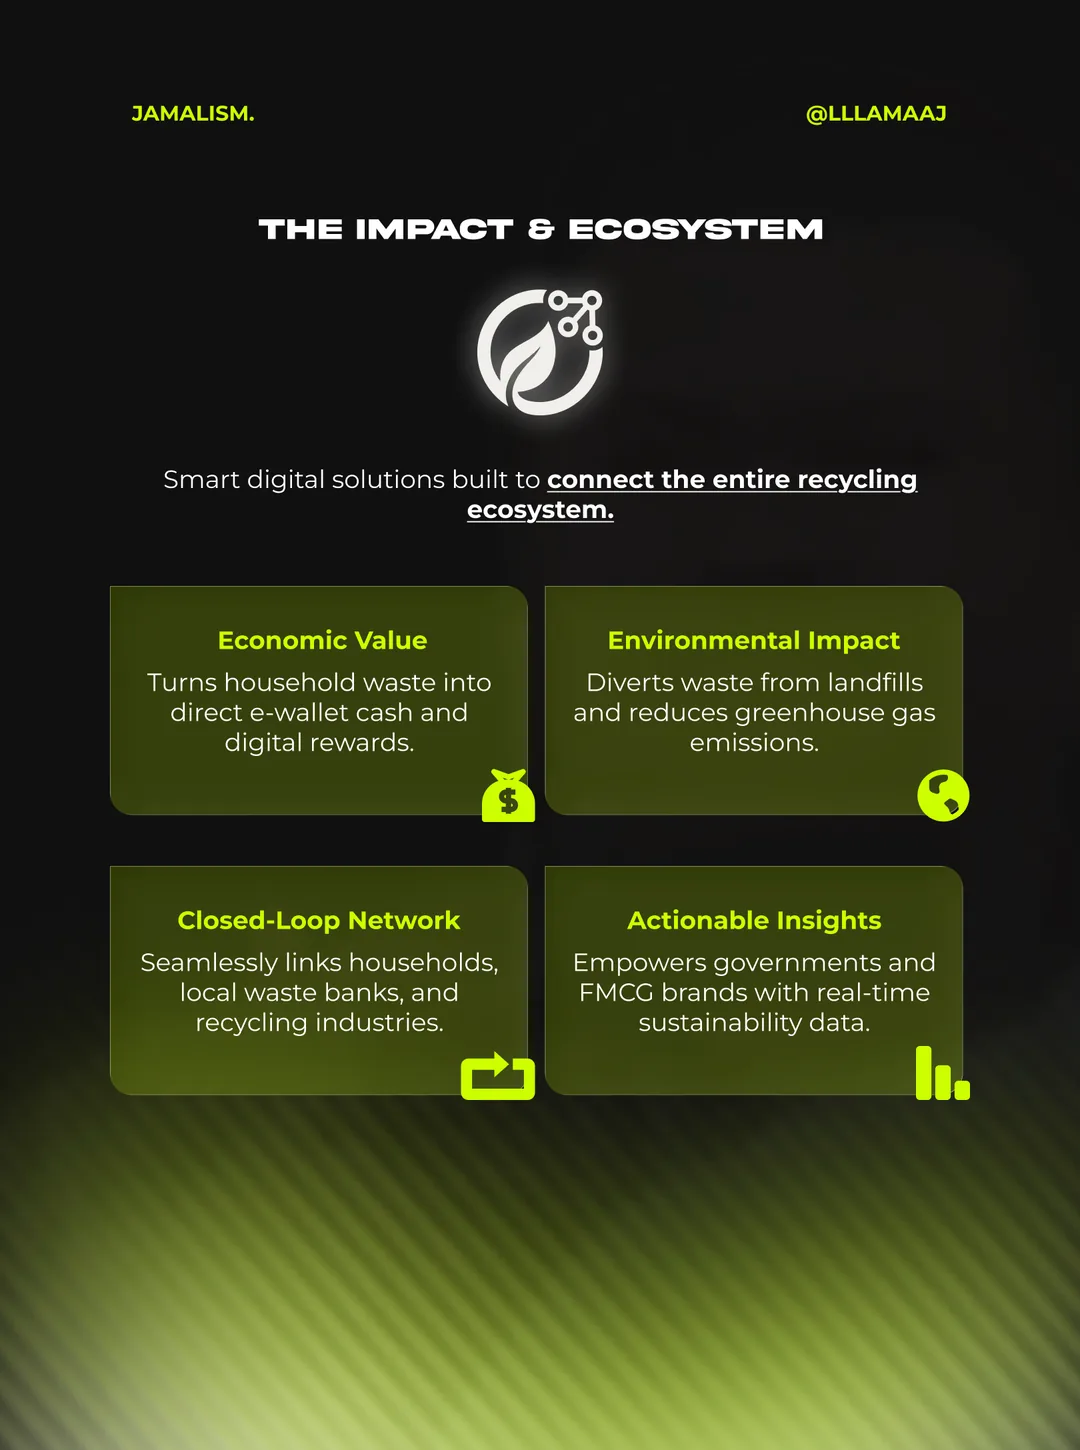 JAMALISM.
@LLLAMAAJ
THE IMPACT & ECOSYSTEM
Smart digital solutions built to connect the entire recycling
ecosystem.
Economic Value
Turns household waste into
direct e-wallet cash and
digital rewards.
$
Environmental Impact
Diverts waste from landfills
and reduces greenhouse gas
emissions.
Closed-Loop Network
Seamlessly links households,
local waste banks, and
recycling industries.
Actionable Insights
Empowers governments and
FMCG brands with real-time
sustainability data.